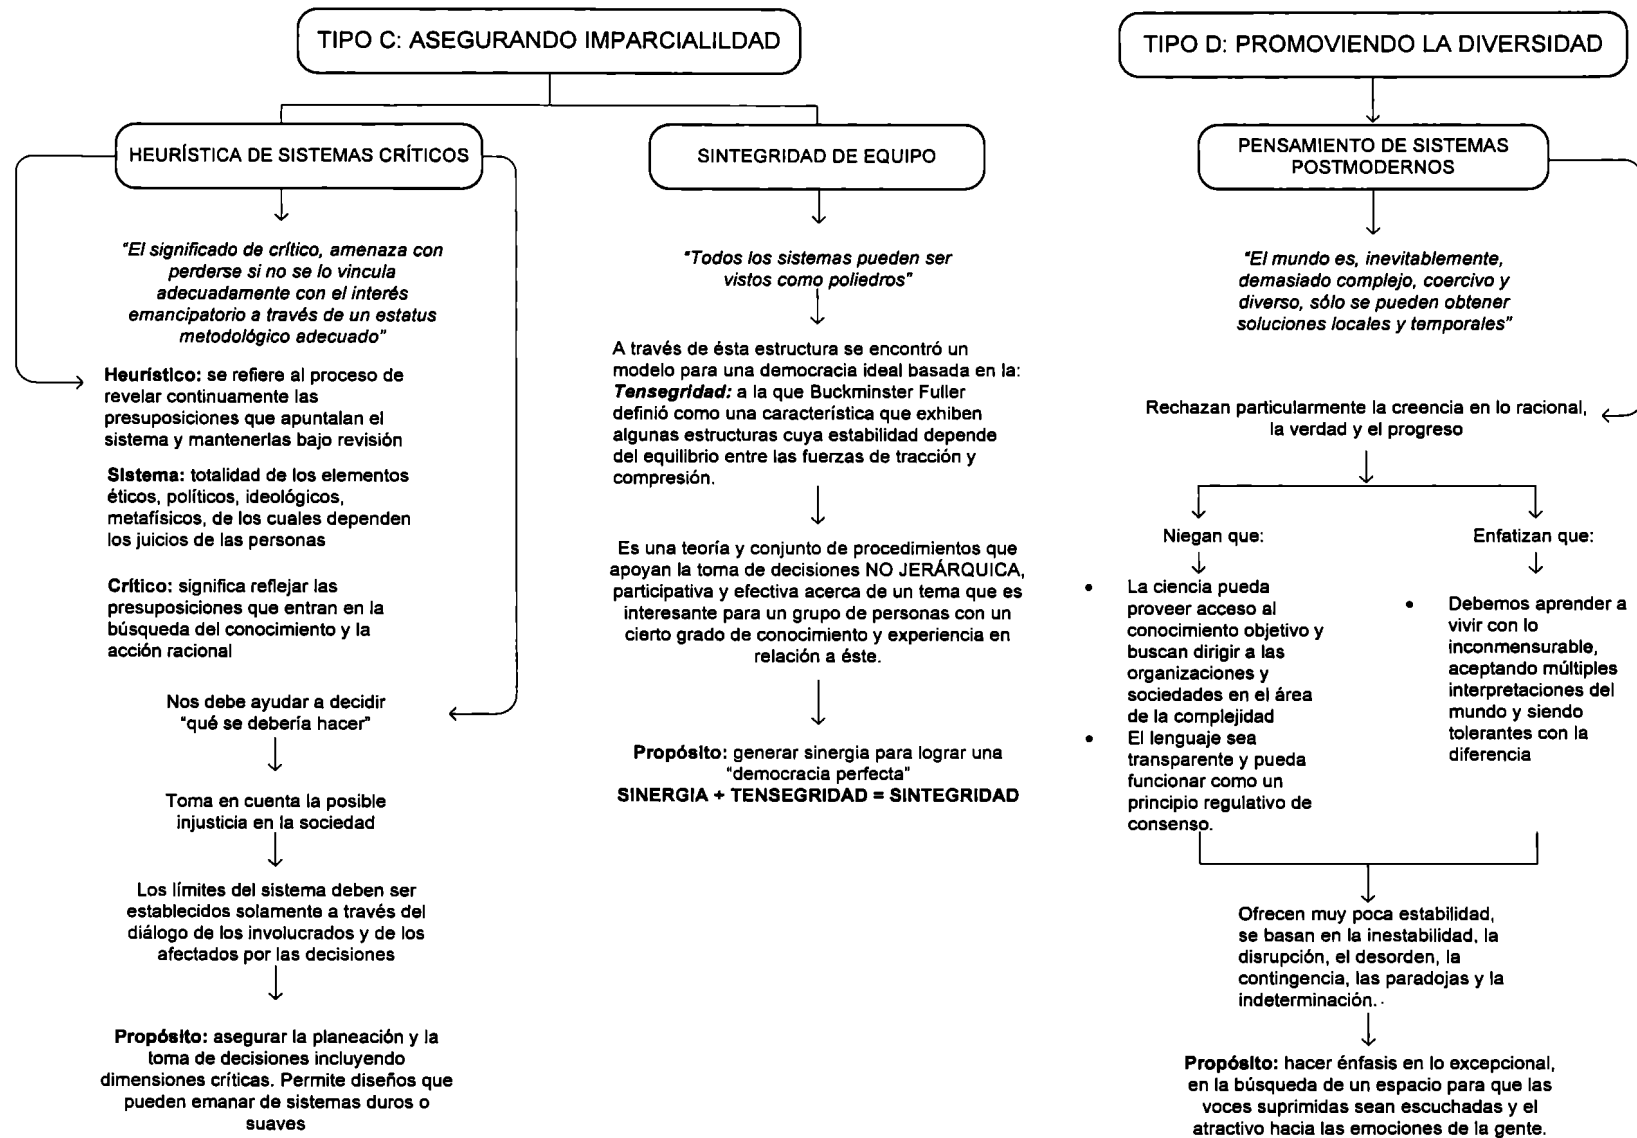 TIPO C: ASEGURANDO IMPARCIALILDAD
HEURÍSTICA DE SISTEMAS CRÍTICOS
"El significado de crítico, amenaza con
perderse si no se lo vincula
adecuadamente con el interés
emancipatorio a través de un estatus
metodológico adecuado"
Heurístico: se refiere al proceso de
revelar continuamente las
presuposiciones que apuntalan el
sistema y mantenerlas bajo revisión
Sistema: totalidad de los elementos
éticos, políticos, ideológicos,
metafísicos, de los cuales dependen
los juicios de las personas
Crítico: significa reflejar las
presuposiciones que entran en la
búsqueda del conocimiento y la
acción racional
Nos debe ayudar a decidir
"qué se debería hacer"
Toma en cuenta la posible
injusticia en la sociedad
Los límites del sistema deben ser
establecidos solamente a través del
diálogo de los involucrados y de los
afectados por las decisiones
Propósito: asegurar la planeación y la
toma de decisiones incluyendo
dimensiones críticas. Permite diseños que
pueden emanar de sistemas duros o
suaves
SINTEGRIDAD DE EQUIPO
"Todos los sistemas pueden ser
vistos como poliedros"
A través de ésta estructura se encontró un
modelo para una democracia ideal basada en la:
Tensegridad: a la que Buckminster Fuller
definió como una característica que exhiben
algunas estructuras cuya estabilidad depende
del equilibrio entre las fuerzas de tracción y
compresión.
Es una teoría y conjunto de procedimientos que
apoyan la toma de decisiones NO JERÁRQUICA,
participativa y efectiva acerca de un tema que es
interesante para un grupo de personas con un
cierto grado de conocimiento y experiencia en
relación a éste.
Propósito: generar sinergia para lograr una
"democracia perfecta"
SINERGIA + TENSEGRIDAD = SINTEGRIDAD
TIPO D: PROMOVIENDO LA DIVERSIDAD
PENSAMIENTO DE SISTEMAS
POSTMODERNOS
"El mundo es, inevitablemente,
demasiado complejo, coercivo y
diverso, sólo se pueden obtener
soluciones locales y temporales"
Rechazan particularmente la creencia en lo racional,
la verdad y el progreso
Niegan que:
• La ciencia pueda
proveer acceso al
conocimiento objetivo y
buscan dirigir a las
organizaciones y
sociedades en el área
de la complejidad
• El lenguaje sea
transparente y pueda
funcionar como un
principio regulativo de
consenso.
Enfatizan que:
• Debemos aprender a
vivir con lo
inconmensurable,
aceptando múltiples
interpretaciones del
mundo y siendo
tolerantes con la
diferencia
Ofrecen muy poca estabilidad,
se basan en la inestabilidad, la
disrupción, el desorden, la
contingencia, las paradojas y la
indeterminación.
Propósito: hacer énfasis en lo excepcional,
en la búsqueda de un espacio para que las
voces suprimidas sean escuchadas y el
atractivo hacia las emociones de la gente.